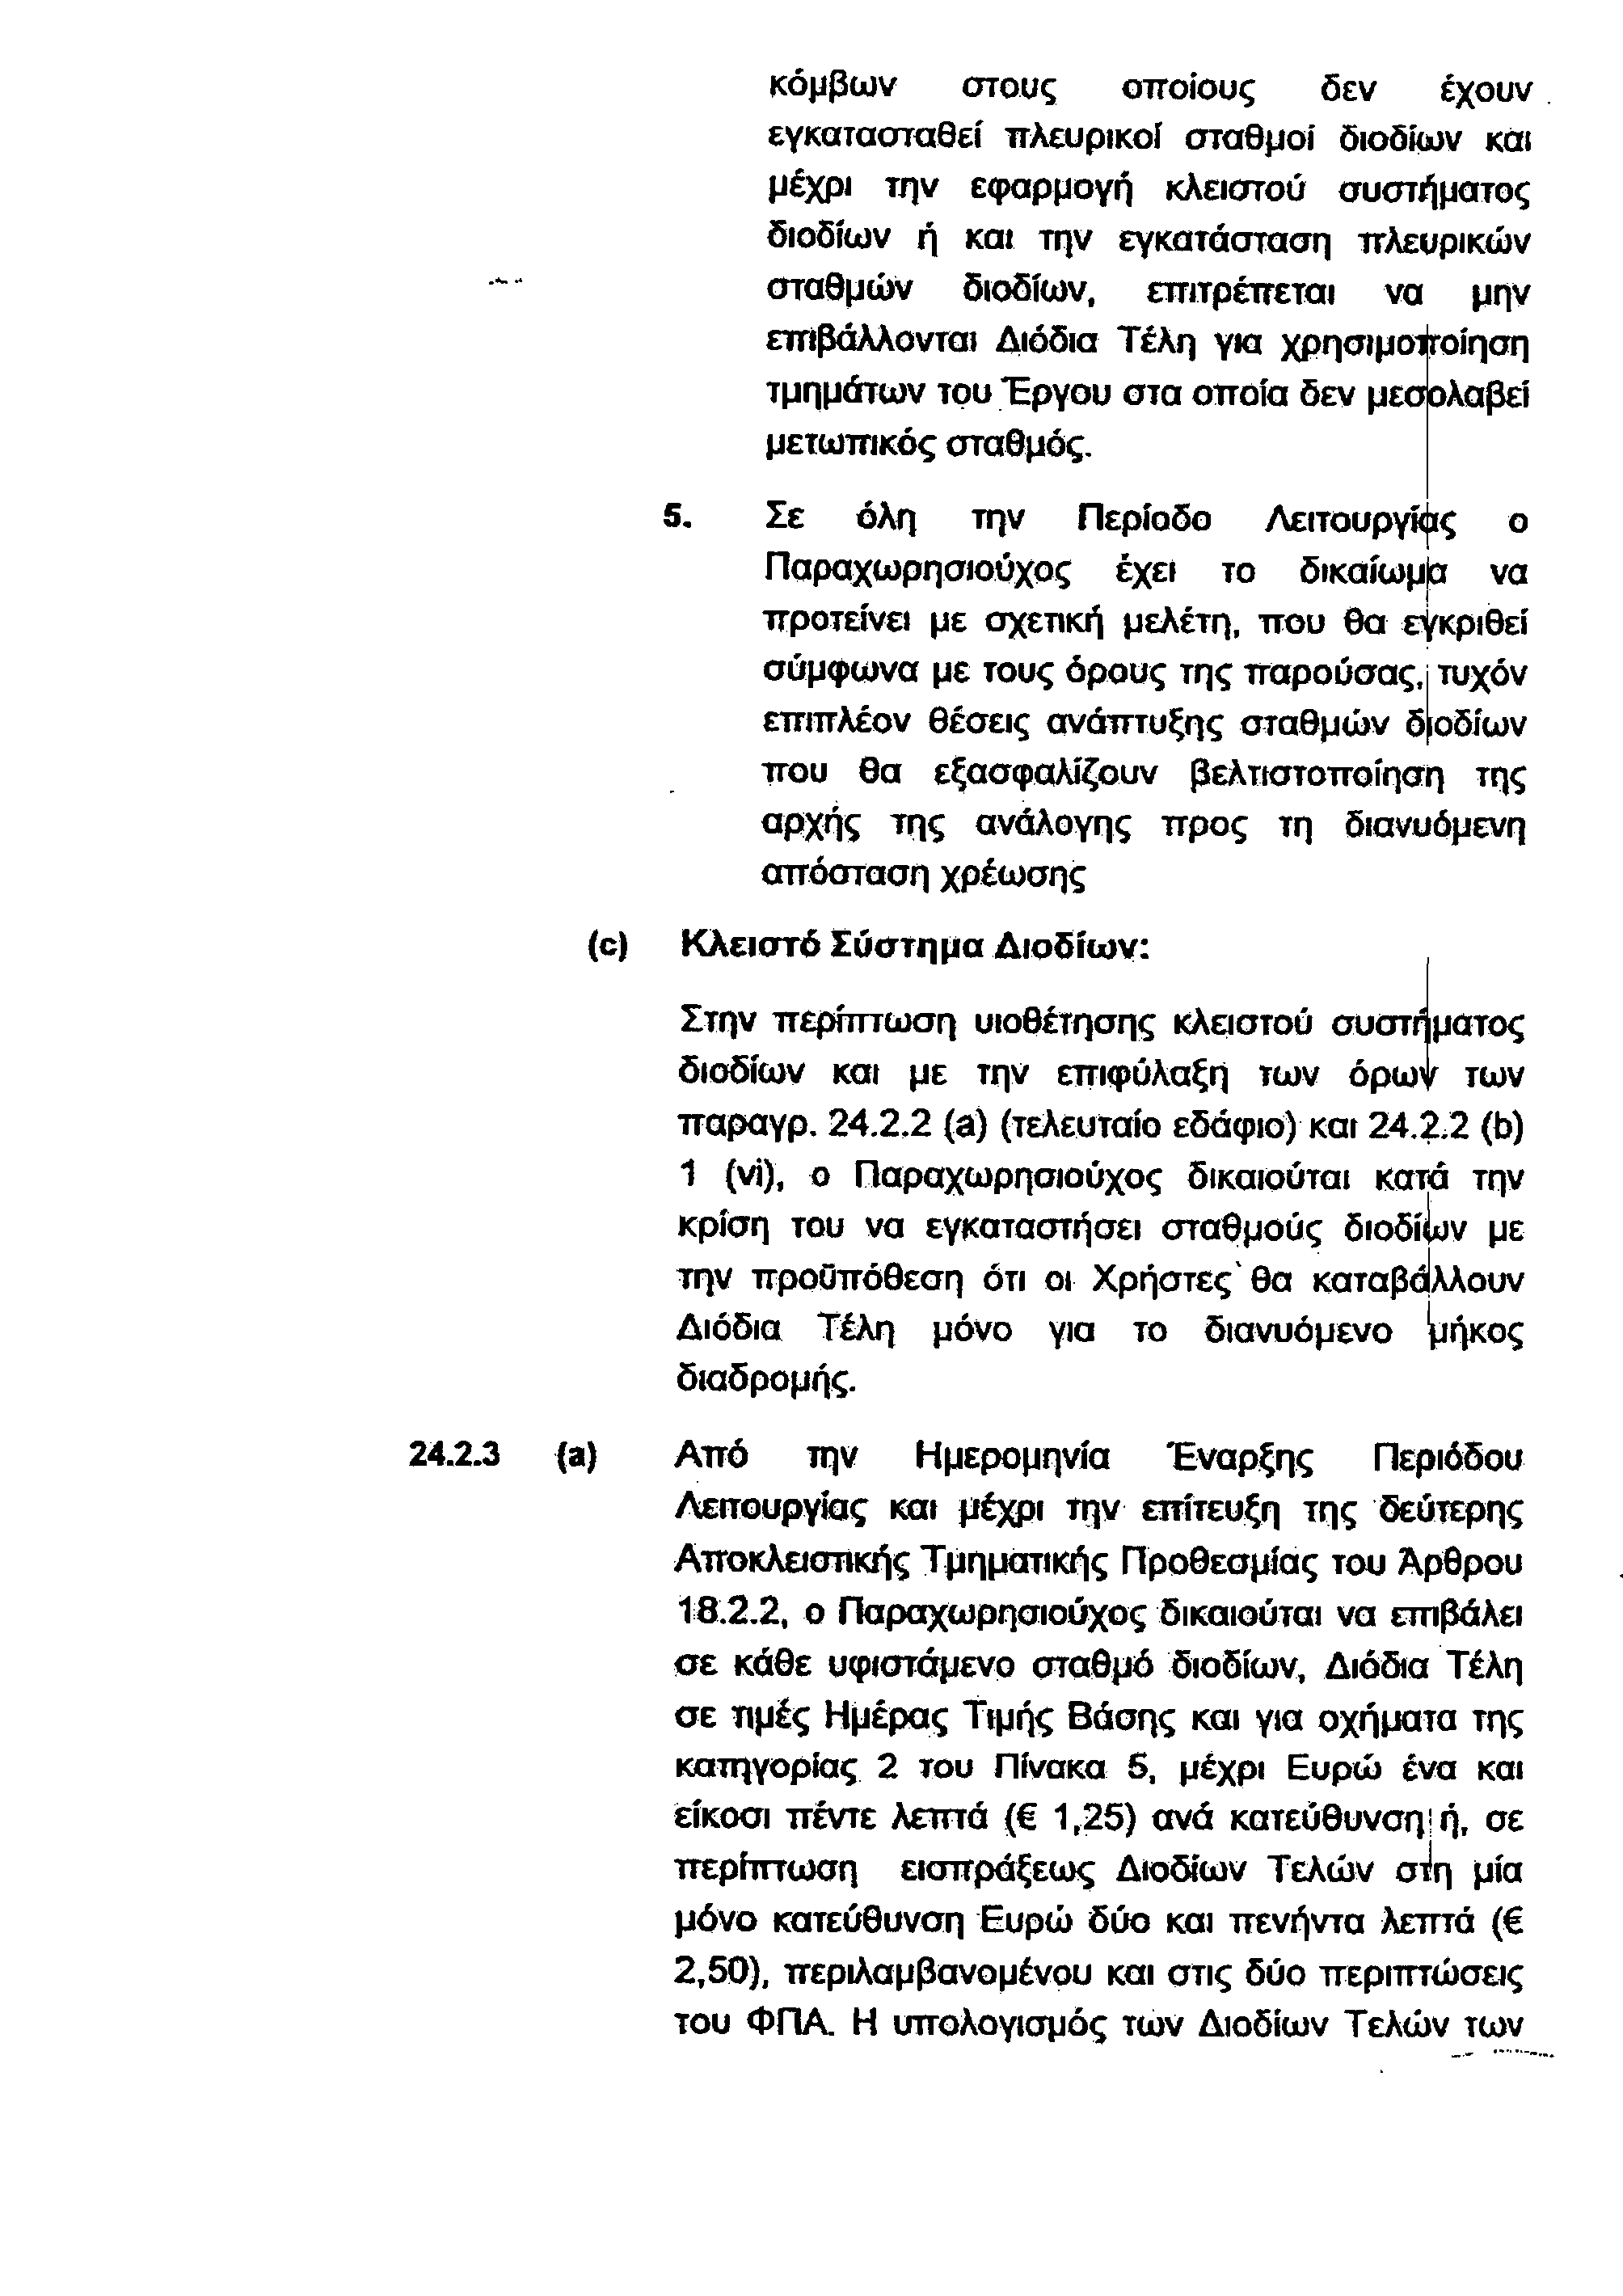 κόμβων στους οποίους δεν έχουν
εγκατασταθεί πλευρικοί σταθμοί διοδίων και
μέχρι την εφαρμογή κλειστού συστήματος
διοδίων ή και την εγκατάσταση πλευρικών
σταθμών διοδίων, επιτρέπεται να μην
επιβάλλονται Διόδια Τέλη για χρησιμοποίηση
τμημάτων του Έργου στα οποία δεν μεσολαβεί
μετωπικός σταθμός.
5. Σε όλη την Περίοδο Λειτουργίας ο
Παραχωρησιούχος έχει το δικαίωμα να
προτείνει με σχετική μελέτη, που θα εγκριθεί
σύμφωνα με τους όρους της παρούσας, τυχόν
επιπλέον θέσεις ανάπτυξης σταθμών διοδίων
που θα εξασφαλίζουν βελτιστοποίηση της
αρχής της ανάλογης προς τη διανυόμενη
απόσταση χρέωσης
(c) Κλειστό Σύστημα Διοδίων:
Στην περίπτωση υιοθέτησης κλειστού συστήματος
διοδίων και με την επιφύλαξη των όρων των
παραγρ. 24.2.2 (a) (τελευταίο εδάφιο) και 24.2.2 (b)
1 (vi), ο Παραχωρησιούχος δικαιούται κατά την
κρίση του να εγκαταστήσει σταθμούς διοδίων με
την προϋπόθεση ότι οι Χρήστες θα καταβάλλουν
Διόδια Τέλη μόνο για το διανυόμενο μήκος
διαδρομής.
24.2.3 (a) Από την Ημερομηνία Έναρξης Περιόδου
Λειτουργίας και μέχρι την επίτευξη της δεύτερης
Αποκλειστικής Τμηματικής Προθεσμίας του Άρθρου
18.2.2, ο Παραχωρησιούχος δικαιούται να επιβάλει
σε κάθε υφιστάμενο σταθμό διοδίων, Διόδια Τέλη
σε τιμές Ημέρας Τιμής Βάσης και για οχήματα της
κατηγορίας 2 του Πίνακα 5, μέχρι Ευρώ ένα και
είκοσι πέντε λεπτά (€ 1,25) ανά κατεύθυνση ή, σε
περίπτωση εισπράξεως Διοδίων Τελών στη μία
μόνο κατεύθυνση Ευρώ δύο και πενήντα λεπτά (€
2,50), περιλαμβανομένου και στις δύο περιπτώσεις
του ΦΠΑ. Η υπολογισμός των Διοδίων Τελών των